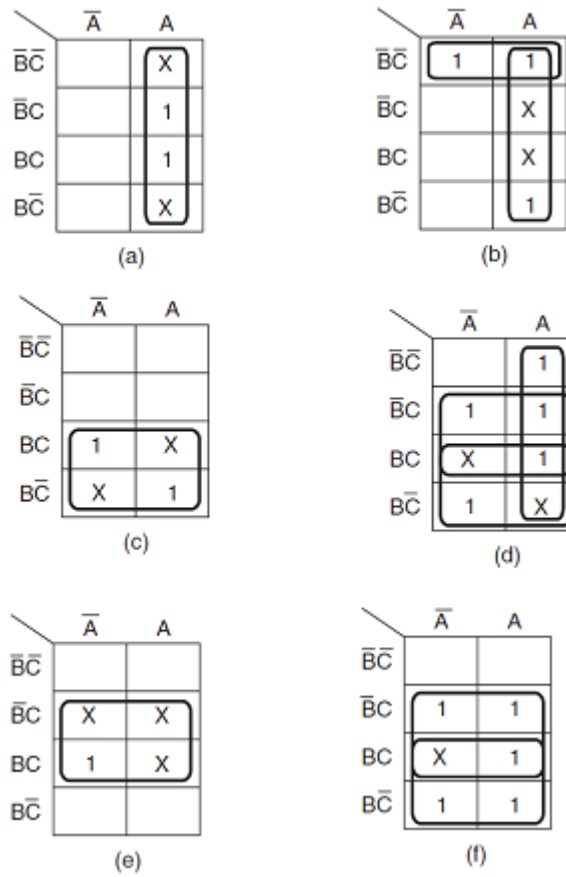 A̅ A
B̅C̅ X
B̅C 1
BC 1
BC̅ X
(a)
A̅ A
B̅C̅ 1 1
B̅C X
BC X
BC̅ 1
(b)
A̅ A
B̅C̅
B̅C
BC 1 X
BC̅ X 1
(c)
A̅ A
B̅C̅ 1
B̅C 1 1
BC X 1
BC̅ 1 X
(d)
A̅ A
B̅C̅
B̅C X X
BC 1 X
BC̅
(e)
A̅ A
B̅C̅
B̅C 1 1
BC X 1
BC̅ 1 1
(f)